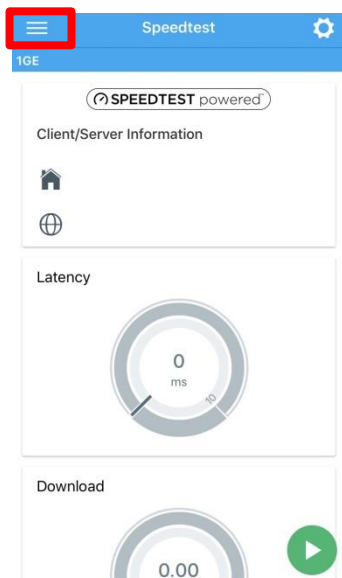 Speedtest
1GE
SPEEDTEST powered
Client/Server Information
Latency
0
ms
10
Download
0.00